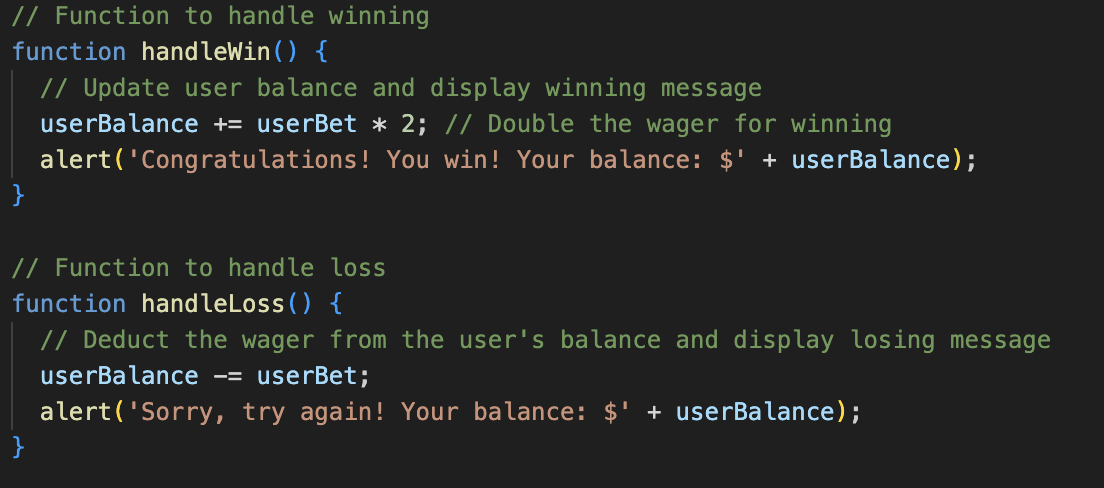 // Function to handle winning
function handleWin() {
  // Update user balance and display winning message
  userBalance += userBet * 2; // Double the wager for winning
  alert('Congratulations! You win! Your balance: $' + userBalance);
}

// Function to handle loss
function handleLoss() {
  // Deduct the wager from the user's balance and display losing message
  userBalance -= userBet;
  alert('Sorry, try again! Your balance: $' + userBalance);
}